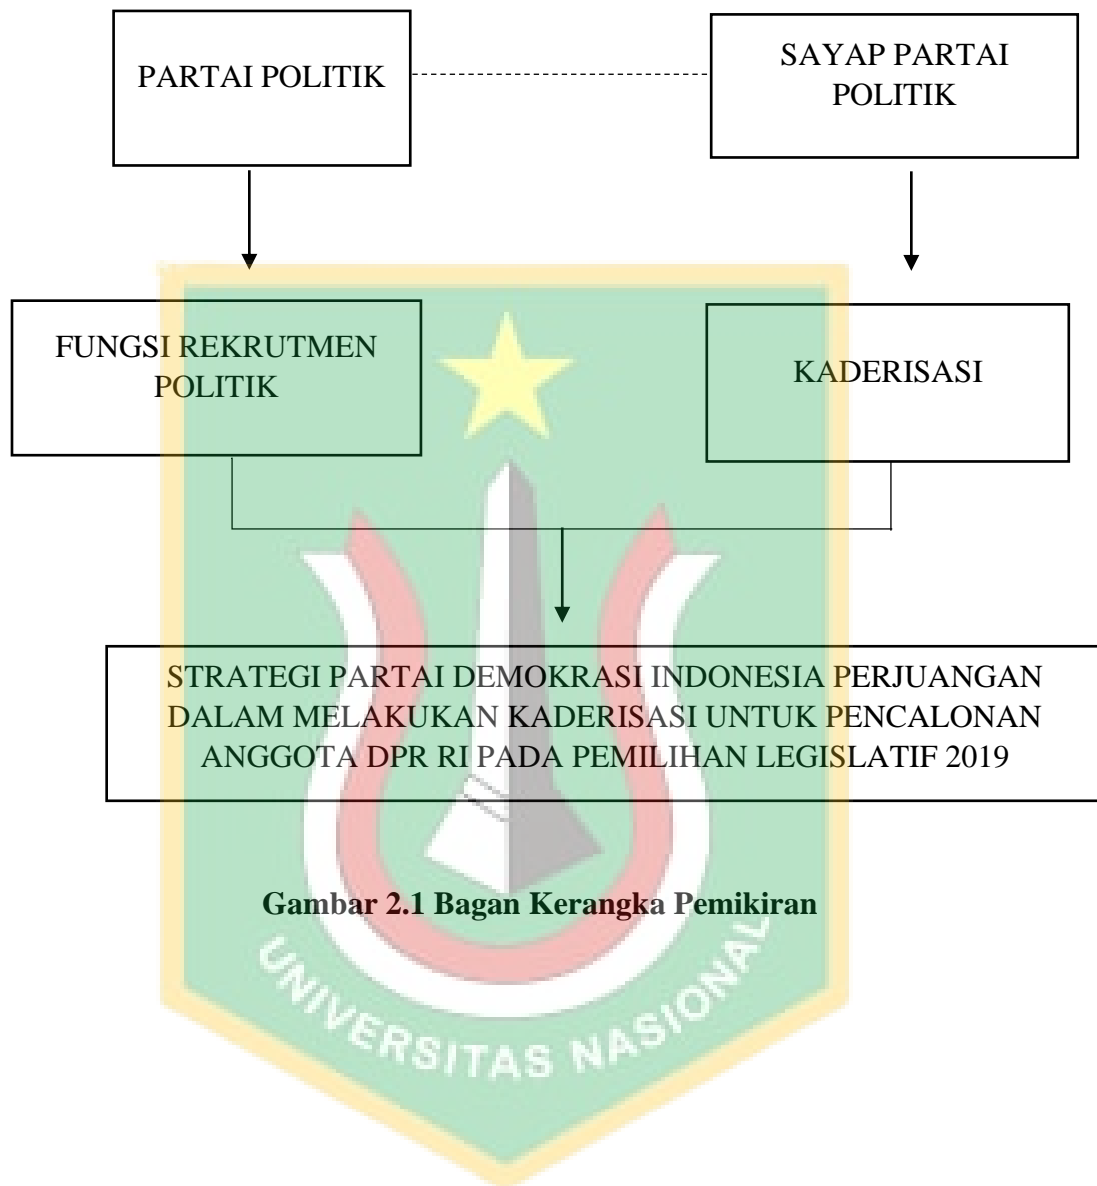 PARTAI POLITIK
SAYAP PARTAI
POLITIK
FUNGSI REKRUTMEN
POLITIK
KADERISASI
STRATEGI PARTAI DEMOKRASI INDONESIA PERJUANGAN
DALAM MELAKUKAN KADERISASI UNTUK PENCALONAN
ANGGOTA DPR RI PADA PEMILIHAN LEGISLATIF 2019
Gambar 2.1 Bagan Kerangka Pemikiran
UNIVERSITAS NASIONAL